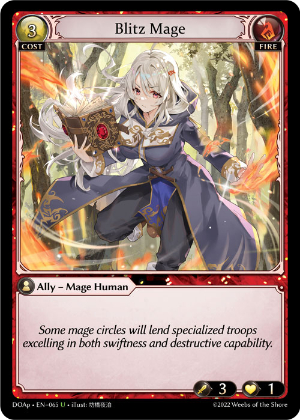 3
Blitz Mage
COST
FIRE
Ally – Mage Human
Some mage circles will lend specialized troops
excelling in both swiftness and destructive capability.
3
1
DOAp • EN–065 U • illust:
©2022 Weebs of the Shore